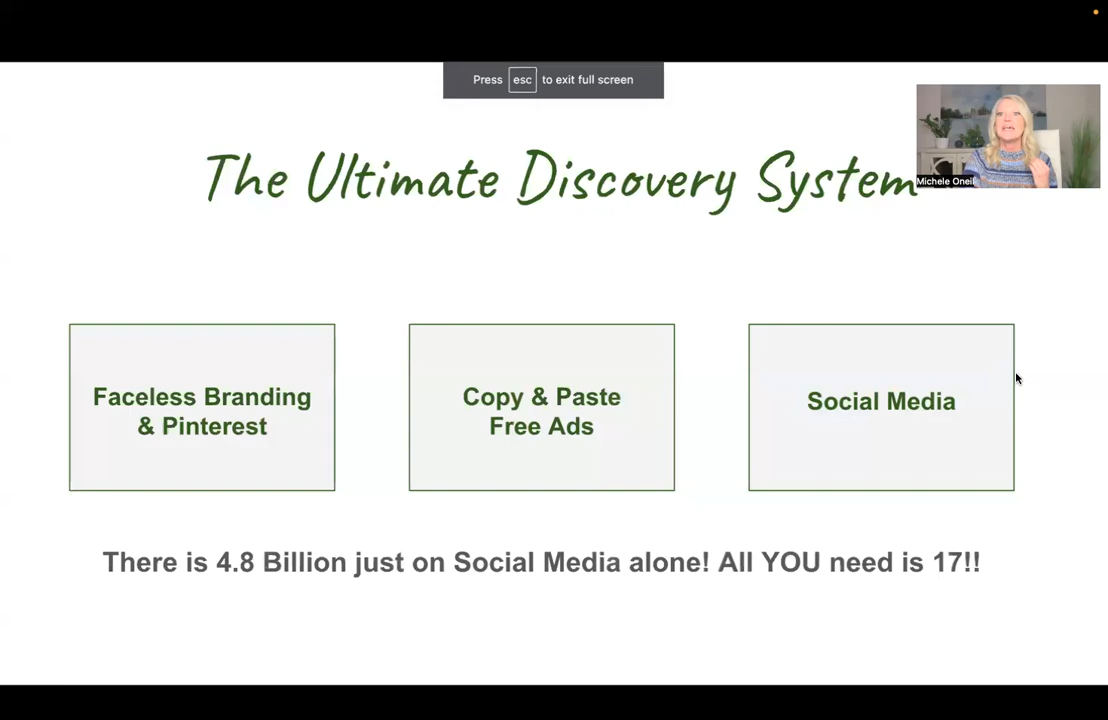 Press esc to exit full screen
The Ultimate Discovery System
Michele Oneil
Faceless Branding
& Pinterest
Copy & Paste
Free Ads
Social Media
There is 4.8 Billion just on Social Media alone! All YOU need is 17!!